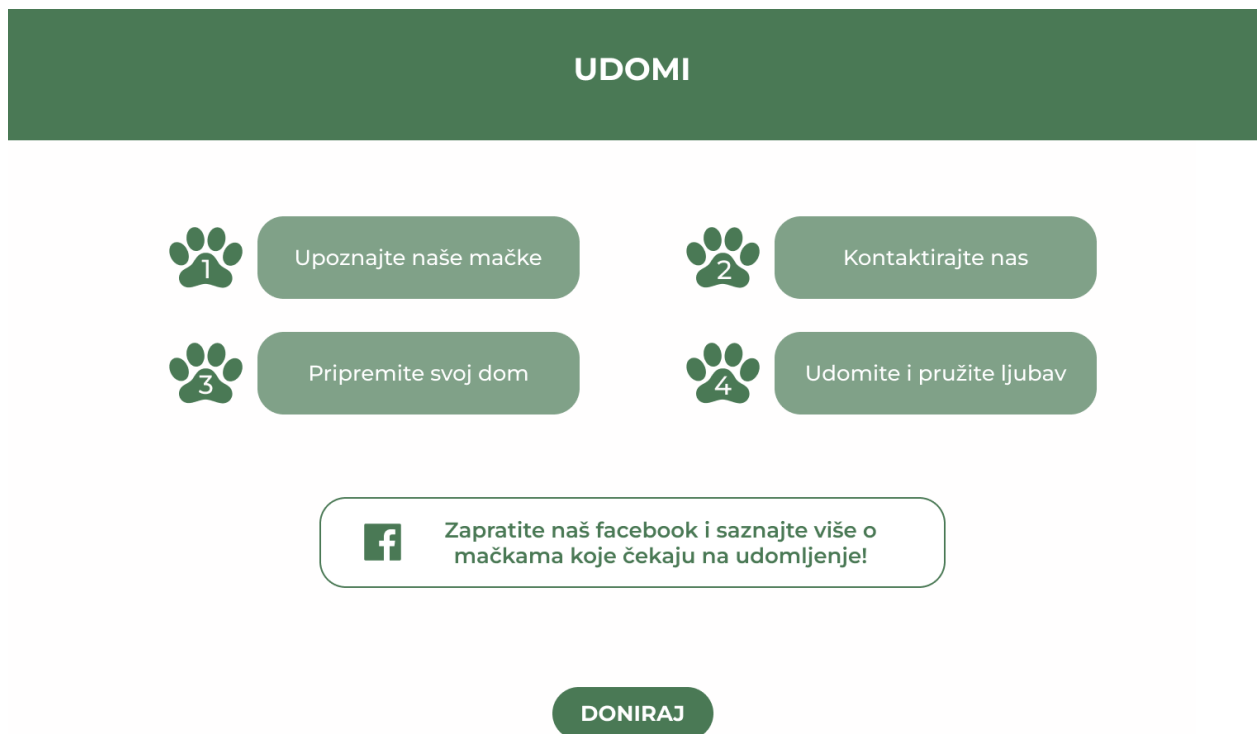 UDOMI
1
Upoznajte naše mačke
2
Kontaktirajte nas
3
Pripremite svoj dom
4
Udomite i pružite ljubav
Zapratite naš facebook i saznajte više o
mačkama koje čekaju na udomljenje!
DONIRAJ